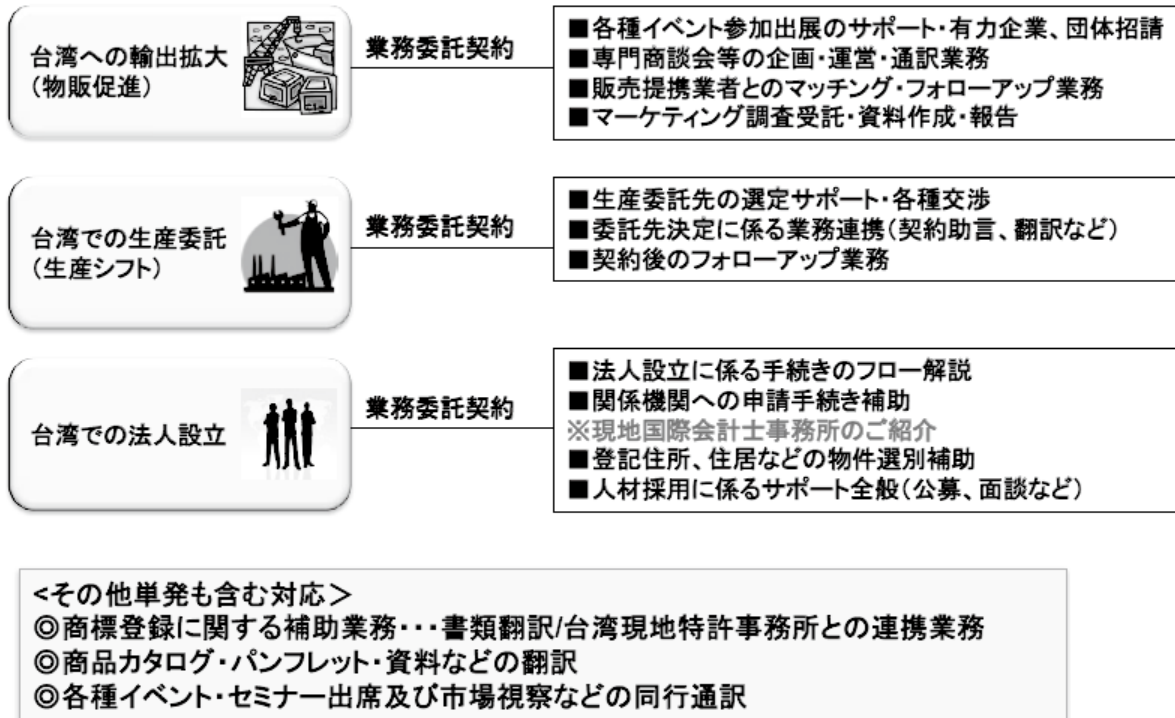 台湾への輸出拡大
(物販促進)
業務委託契約
■各種イベント参加出展のサポート・有力企業、団体招請
■専門商談会等の企画・運営・通訳業務
■販売提携業者とのマッチング・フォローアップ業務
■マーケティング調査受託・資料作成・報告
台湾での生産委託
(生産シフト)
業務委託契約
■生産委託先の選定サポート・各種交渉
■委託先決定に係る業務連携(契約助言、翻訳など)
■契約後のフォローアップ業務
台湾での法人設立
業務委託契約
■法人設立に係る手続きのフロー解説
■関係機関への申請手続き補助
※現地国際会計士事務所のご紹介
■登記住所、住居などの物件選別補助
■人材採用に係るサポート全般(公募、面談など)
<その他単発も含む対応>
◎商標登録に関する補助業務・・・書類翻訳/台湾現地特許事務所との連携業務
◎商品カタログ・パンフレット・資料などの翻訳
◎各種イベント・セミナー出席及び市場視察などの同行通訳